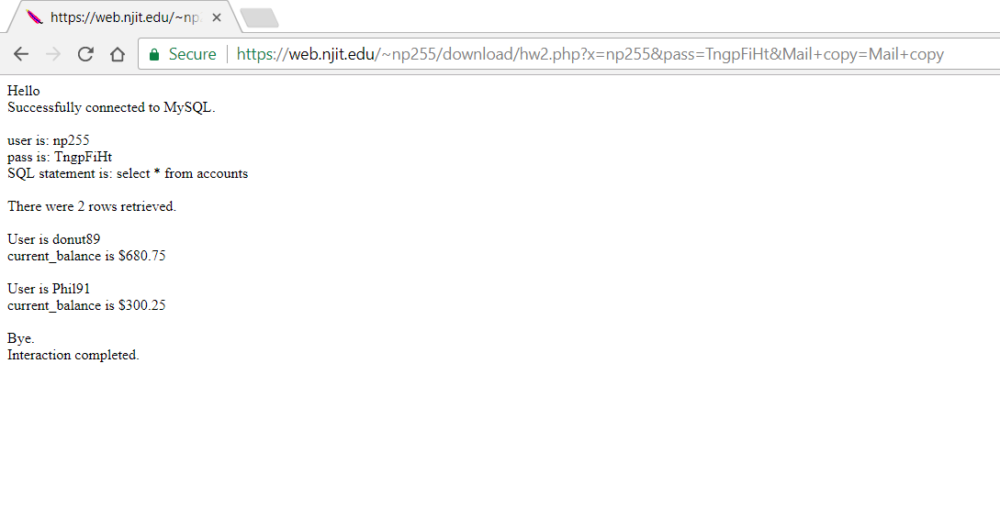 https://web.njit.edu/~np
Secure
https://web.njit.edu/~np255/download/hw2.php?x=np255&pass=TngpFiHt&Mail+copy=Mail+copy
Hello
Successfully connected to MySQL.
user is: np255
pass is: TngpFiHt
SQL statement is: select * from accounts
There were 2 rows retrieved.
User is donut89
current_balance is $680.75
User is Phil91
current_balance is $300.25
Bye.
Interaction completed.